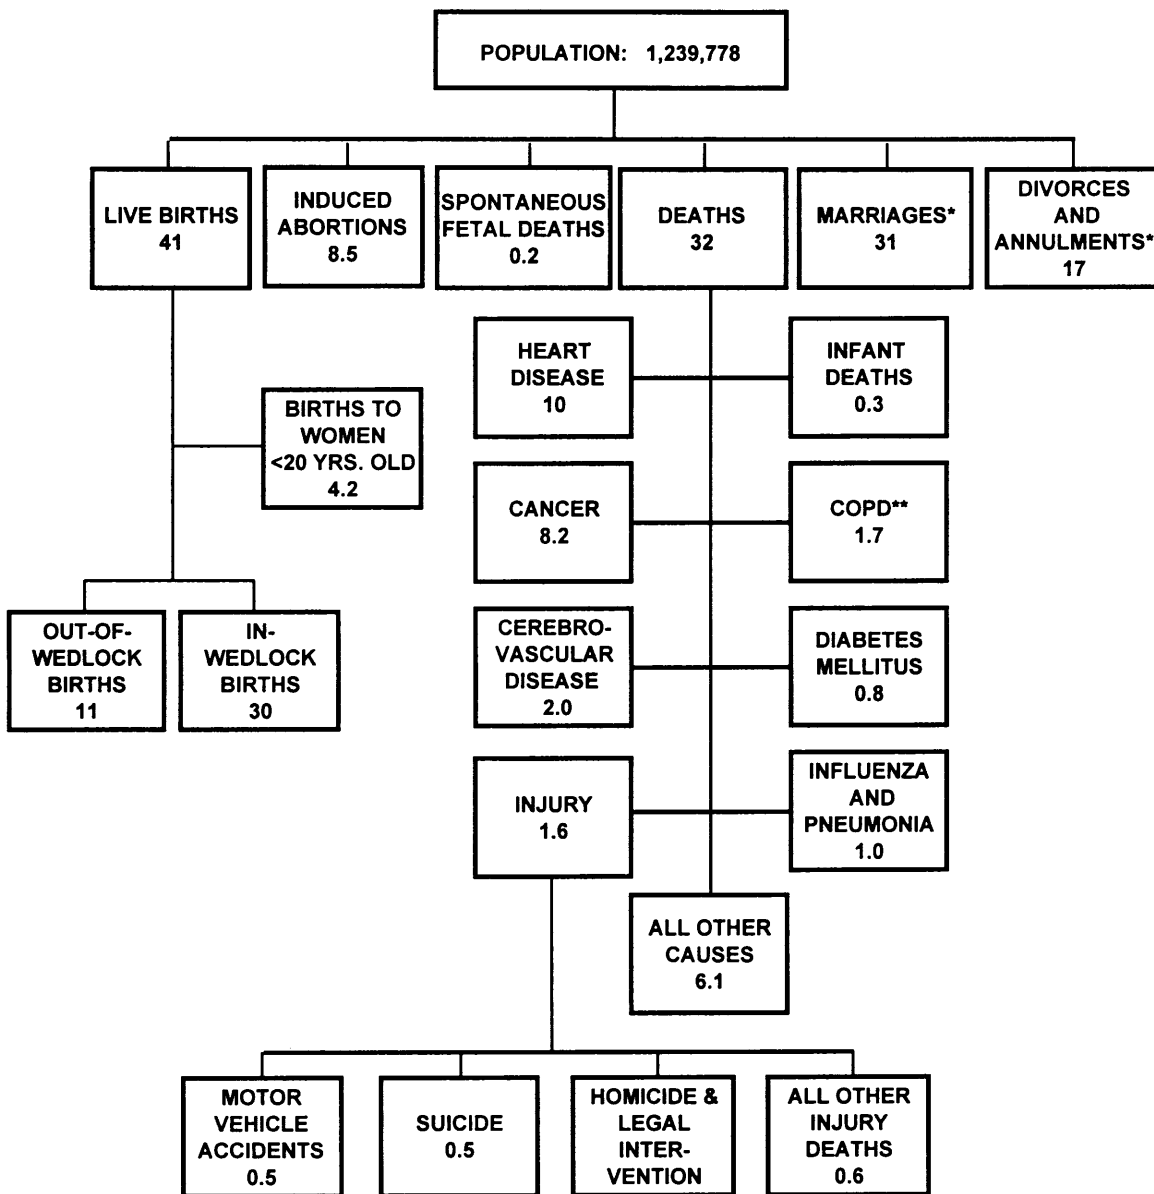 POPULATION: 1,239,778
LIVE BIRTHS
41
INDUCED
ABORTIONS
8.5
SPONTANEOUS
FETAL DEATHS
0.2
DEATHS
32
MARRIAGES*
31
DIVORCES
AND
ANNULMENTS*
17
HEART
DISEASE
10
INFANT
DEATHS
0.3
BIRTHS TO
WOMEN
<20 YRS. OLD
4.2
CANCER
8.2
COPD**
1.7
OUT-OF-
WEDLOCK
BIRTHS
11
IN-
WEDLOCK
BIRTHS
30
CEREBRO-
VASCULAR
DISEASE
2.0
DIABETES
MELLITUS
0.8
INJURY
1.6
INFLUENZA
AND
PNEUMONIA
1.0
ALL OTHER
CAUSES
6.1
MOTOR
VEHICLE
ACCIDENTS
0.5
SUICIDE
0.5
HOMICIDE &
LEGAL
INTER-
VENTION
ALL OTHER
INJURY
DEATHS
0.6